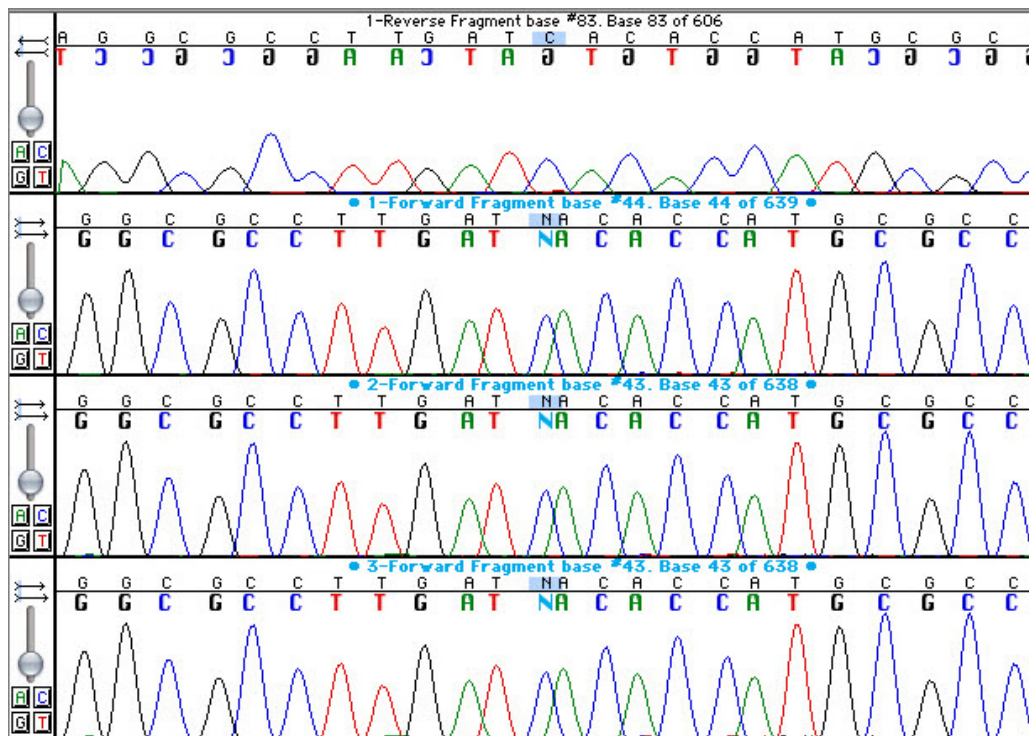 1-Reverse Fragment base #83. Base 83 of 606
A G G C G C C T T G A T C A C A C C A T G C G C
T C C G C G G A A C T A G T G T G G T A C G C G
A C
G T
1-Forward Fragment base #44. Base 44 of 639
G G C G C C T T G A T N A C A C C A T G C G C C
G G C G C C T T G A T N A C A C C A T G C G C C
A C
G T
2-Forward Fragment base #43. Base 43 of 638
G G C G C C T T G A T N A C A C C A T G C G C C
G G C G C C T T G A T N A C A C C A T G C G C C
A C
G T
3-Forward Fragment base #43. Base 43 of 638
G G C G C C T T G A T N A C A C C A T G C G C C
G G C G C C T T G A T N A C A C C A T G C G C C
A C
G T